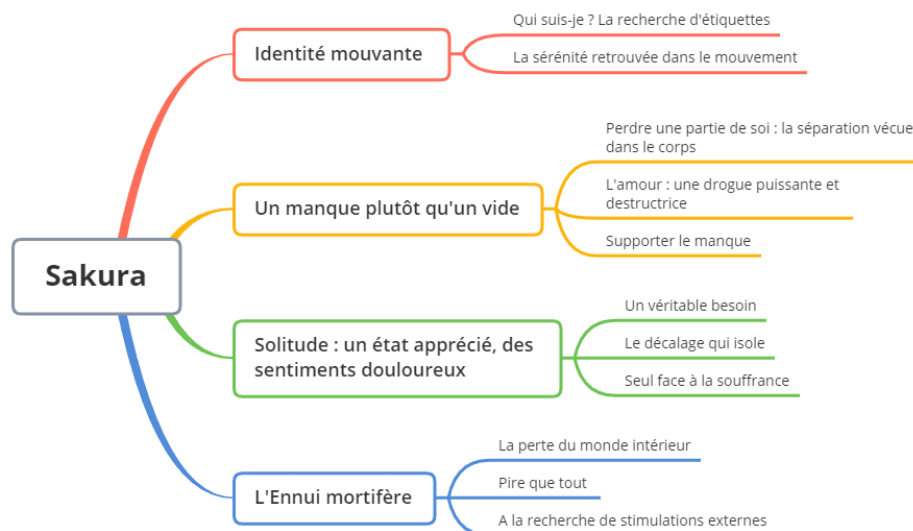 Sakura
Identité mouvante
Qui suis-je ? La recherche d'étiquettes
La sérénité retrouvée dans le mouvement
Un manque plutôt qu'un vide
Perdre une partie de soi : la séparation vécue
dans le corps
L'amour : une drogue puissante et
destructrice
Supporter le manque
Solitude : un état apprécié, des
sentiments douloureux
Un véritable besoin
Le décalage qui isole
Seul face à la souffrance
L'Ennui mortifère
La perte du monde intérieur
Pire que tout
A la recherche de stimulations externes